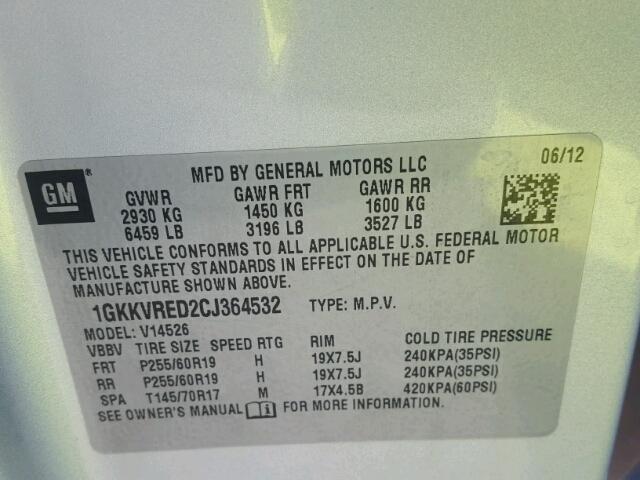 GM®
MFD BY GENERAL MOTORS LLC 06/12
GVWR GAWR FRT GAWR RR
2930 KG 1450 KG 1600 KG
6459 LB 3196 LB 3527 LB
THIS VEHICLE CONFORMS TO ALL APPLICABLE U.S. FEDERAL MOTOR
VEHICLE SAFETY STANDARDS IN EFFECT ON THE DATE OF
MANUFACTURE SHOWN ABOVE.
1GKKVRED2CJ364532 TYPE: M.P.V.
MODEL: V14526
VBBV TIRE SIZE SPEED RTG RIM COLD TIRE PRESSURE
FRT P255/60R19 H 19X7.5J 240KPA(35PSI)
RR P255/60R19 H 19X7.5J 240KPA(35PSI)
SPA T145/70R17 M 17X4.5B 420KPA(60PSI)
SEE OWNER'S MANUAL FOR MORE INFORMATION.